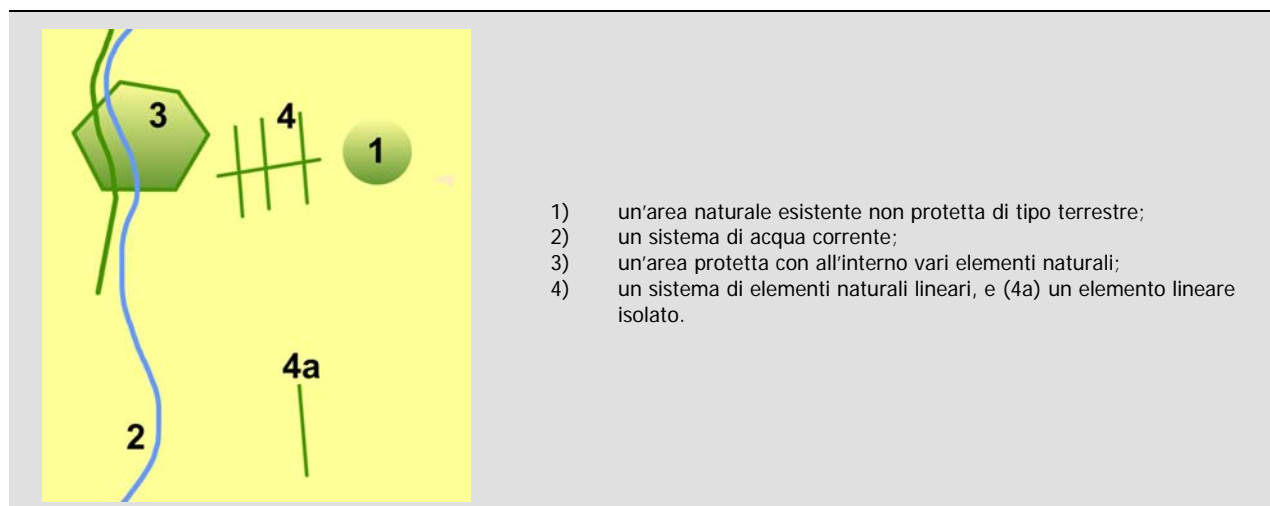 3
4
1
4a
2
1) un'area naturale esistente non protetta di tipo terrestre;
2) un sistema di acqua corrente;
3) un'area protetta con all'interno vari elementi naturali;
4) un sistema di elementi naturali lineari, e (4a) un elemento lineare
isolato.